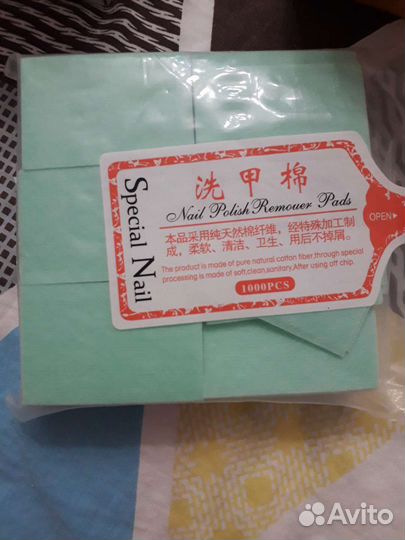 洗甲棉
Nail Polish Remouer Pads
OPEN
Special Nail
本品采用纯天然棉纤维，经特殊加工制
成，柔软、清洁、卫生、用后不掉屑。
The product is made of pure natural cotton fiber,through special
processing is made of soft,clean,sanitary,After using off chip.
1000PCS
Avito